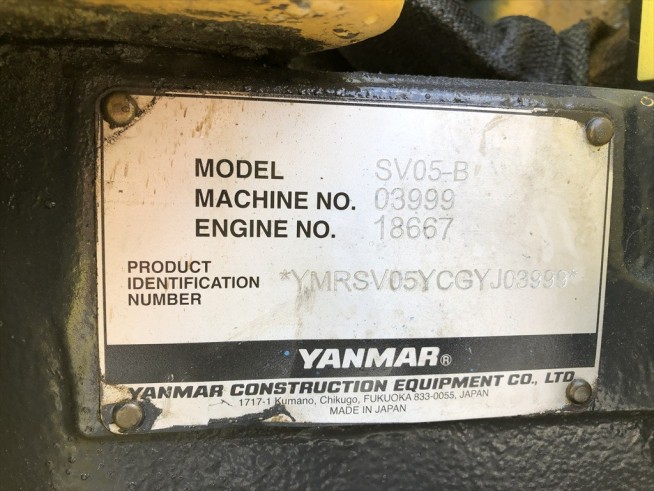 MODEL SV05-B
MACHINE NO. 03999
ENGINE NO. 18667
PRODUCT
IDENTIFICATION
NUMBER
*YMRSV05YCGYJ03999*
YANMAR®
YANMAR CONSTRUCTION EQUIPMENT CO., LTD.
1717-1 Kumano, Chikugo, FUKUOKA 833-0055, JAPAN
MADE IN JAPAN